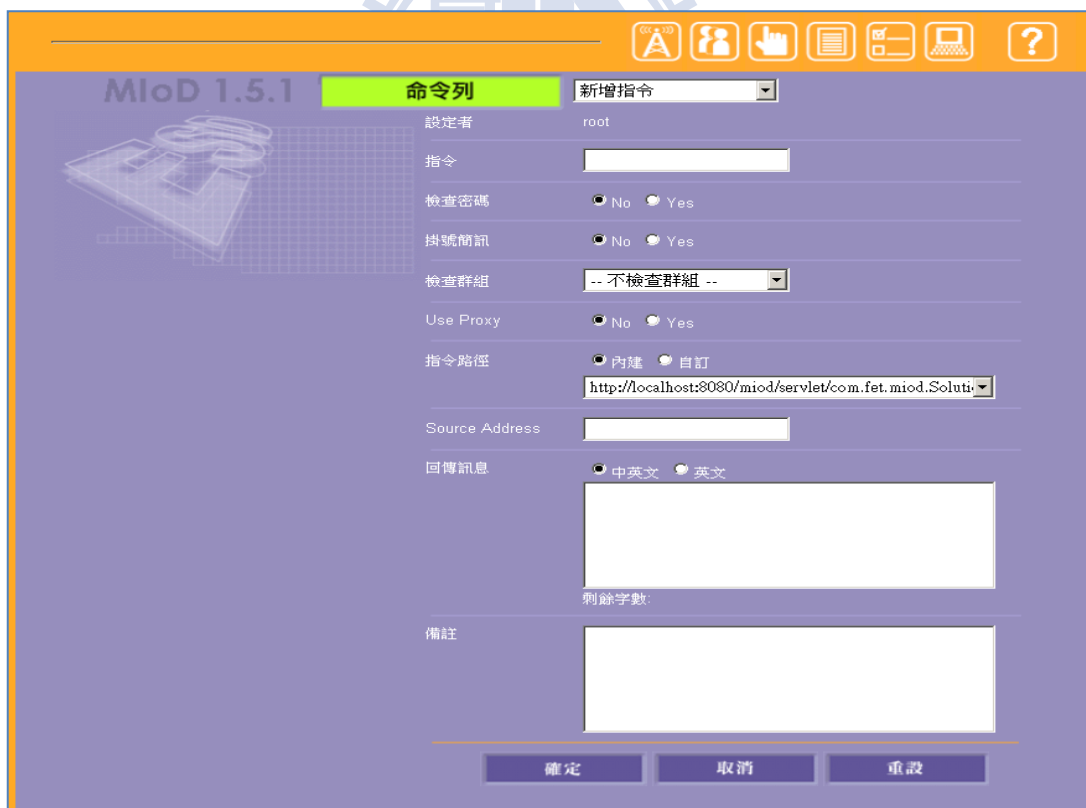 ?
MIoD 1.5.1
命令列 新增指令
設定者 root
指令
檢查密碼 No Yes
掛號簡訊 No Yes
檢查群組 -- 不檢查群組 --
Use Proxy No Yes
指令路徑 內建 自訂
http://localhost:8080/miod/servlet/com.fet.miod.Soluti
Source Address
回傳訊息 中英文 英文
剩餘字數:
備註
確定 取消 重設